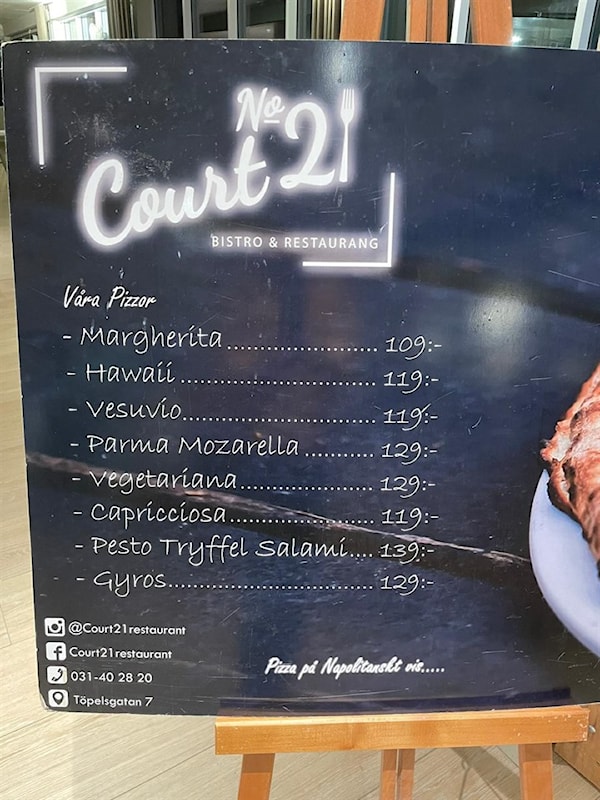 No
Court 21
BISTRO & RESTAURANG
Våra Pizzor
- Margherita........................ 109:-
- Hawaii............................... 119:-
- Vesuvio.............................. 119:-
- Parma Mozarella........... 129:-
- Vegetariana..................... 129:-
- Capricciosa....................... 119:-
- Pesto Tryffel Salami.... 139:-
- Gyros................................. 129:-
@Court21restaurant
Court21restaurant
031-40 28 20
Töpelsgatan 7
Pizza på Napolitanskt vis.....